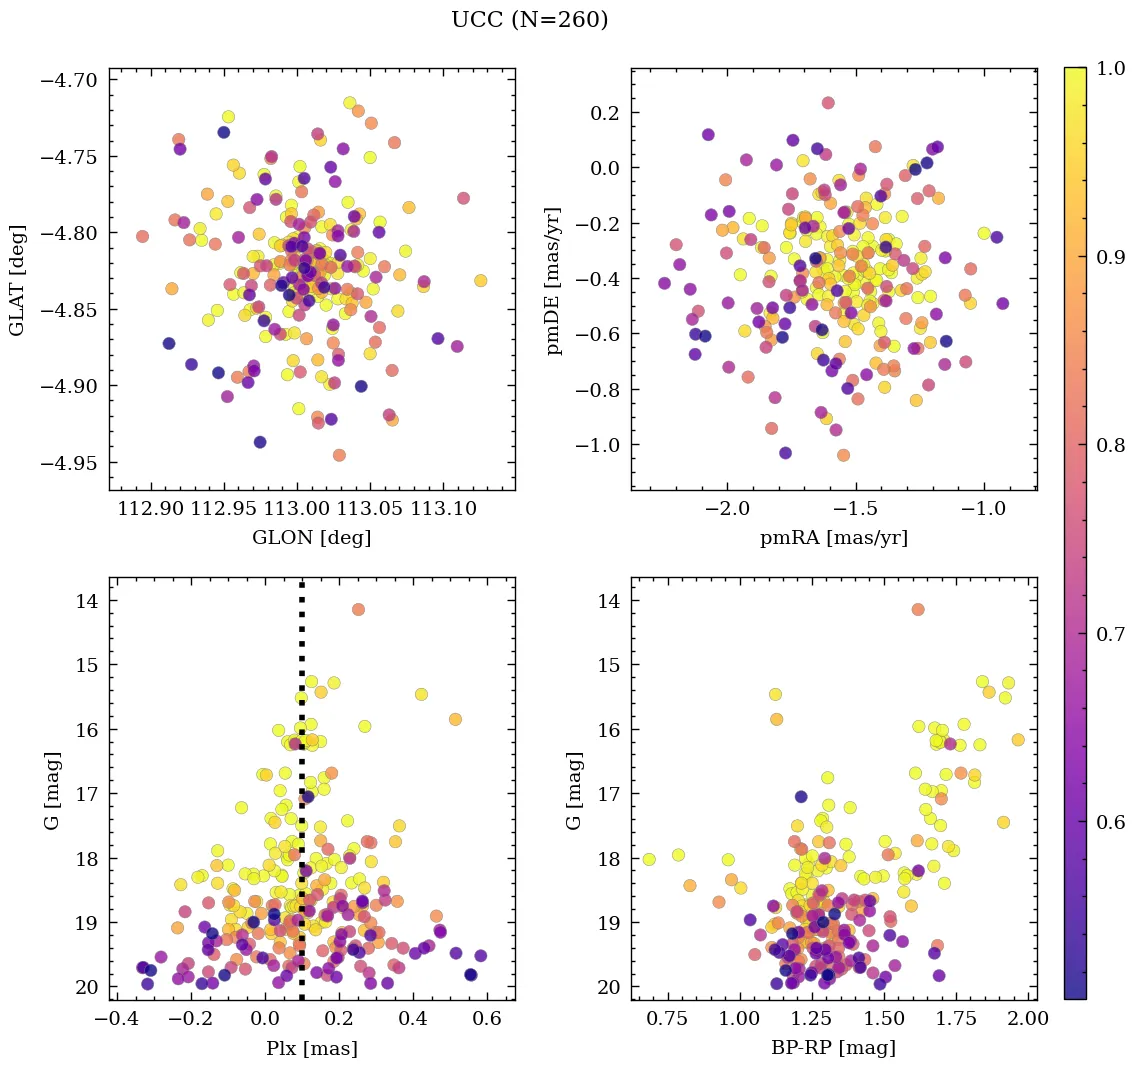 UCC (N=260)
−4.70
−4.75
−4.80
−4.85
−4.90
−4.95
GLAT [deg]
112.90 112.95 113.00 113.05 113.10
GLON [deg]
0.2
0.0
−0.2
−0.4
−0.6
−0.8
−1.0
pmDE [mas/yr]
−2.0 −1.5 −1.0
pmRA [mas/yr]
14
15
16
17
18
19
20
G [mag]
−0.4 −0.2 0.0 0.2 0.4 0.6
Plx [mas]
14
15
16
17
18
19
20
G [mag]
0.75 1.00 1.25 1.50 1.75 2.00
BP-RP [mag]
1.0
0.9
0.8
0.7
0.6